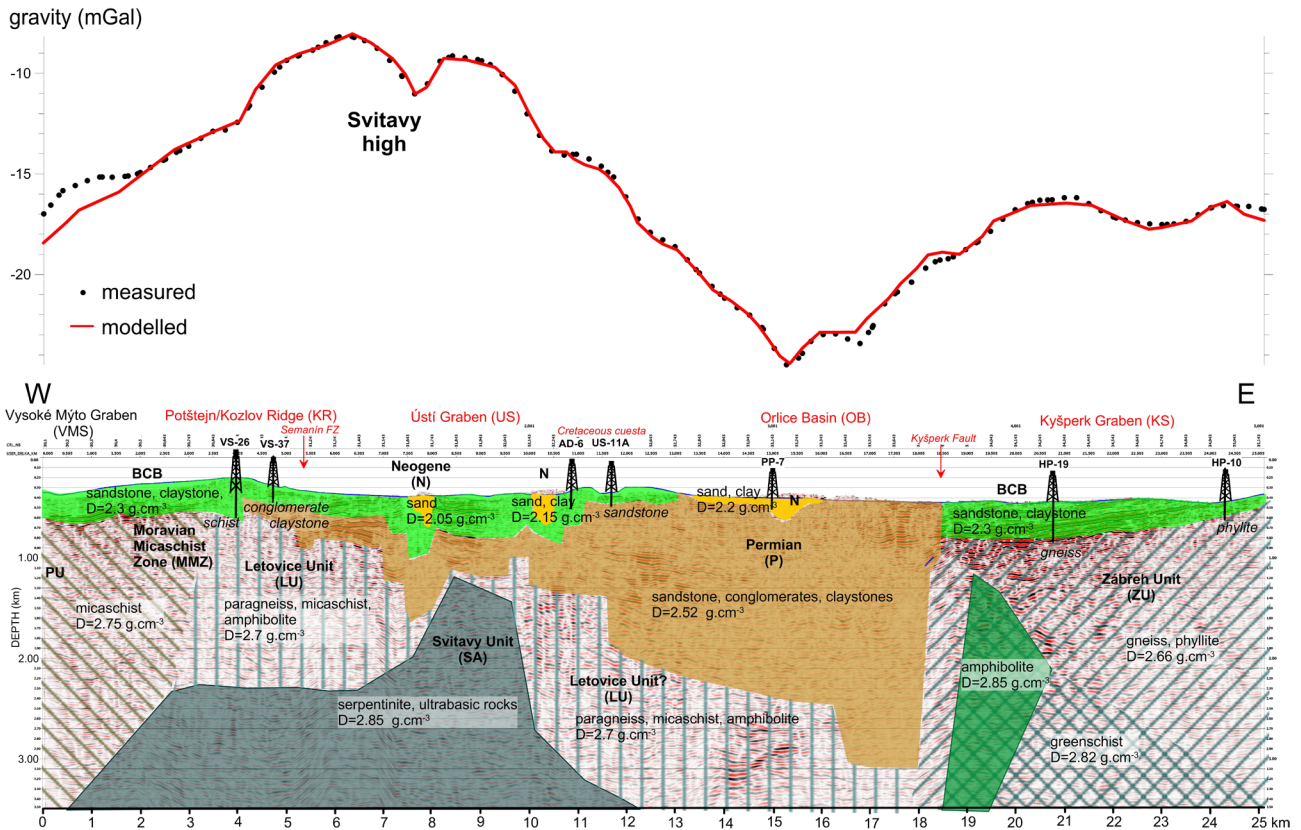 gravity (mGal)
-10
Svitavy
high
-15
-20
measured
modelled
W
E
Vysoké Mýto Graben
(VMS)
Potštejn/Kozlov Ridge (KR)
Ústí Graben (US)
Orlice Basin (OB)
Kyšperk Graben (KS)
Semanin FZ
Cretaceous cuesta
Kyšperk Fault
VS-26
VS-37
AD-6
US-11A
PP-7
HP-19
HP-10
BCB
Neogene
(N)
N
sand, clay
D=2.2 g.cm-3
N
BCB
sandstone, claystone,
D=2.3 g.cm-3
schist
conglomerate
claystone
sand
D=2.05 g.cm-3
sand, clay
D=2.15 g.cm-3
sandstone
sandstone, claystone
D=2.3 g.cm-3
gneiss
phylite
Moravian
Micaschist
Zone (MMZ)
PU
Letovice Unit
(LU)
Permian
(P)
Zábřeh Unit
(ZU)
micaschist
D=2.75 g.cm-3
paragneiss, micaschist,
amphibolite
D=2.7 g.cm-3
sandstone, conglomerates, claystones
D=2.52 g.cm-3
Svitavy Unit
(SA)
gneiss, phyllite
D=2.66 g.cm-3
amphibolite
D=2.85 g.cm-3
Letovice Unit?
(LU)
serpentinite, ultrabasic rocks
D=2.85 g.cm-3
paragneiss, micaschist, amphibolite
D=2.7 g.cm-3
greenschist
D=2.82 g.cm-3
DEPTH (km)
1.00
2.00
3.00
0 1 2 3 4 5 6 7 8 9 10 11 12 13 14 15 16 17 18 19 20 21 22 23 24 25 km